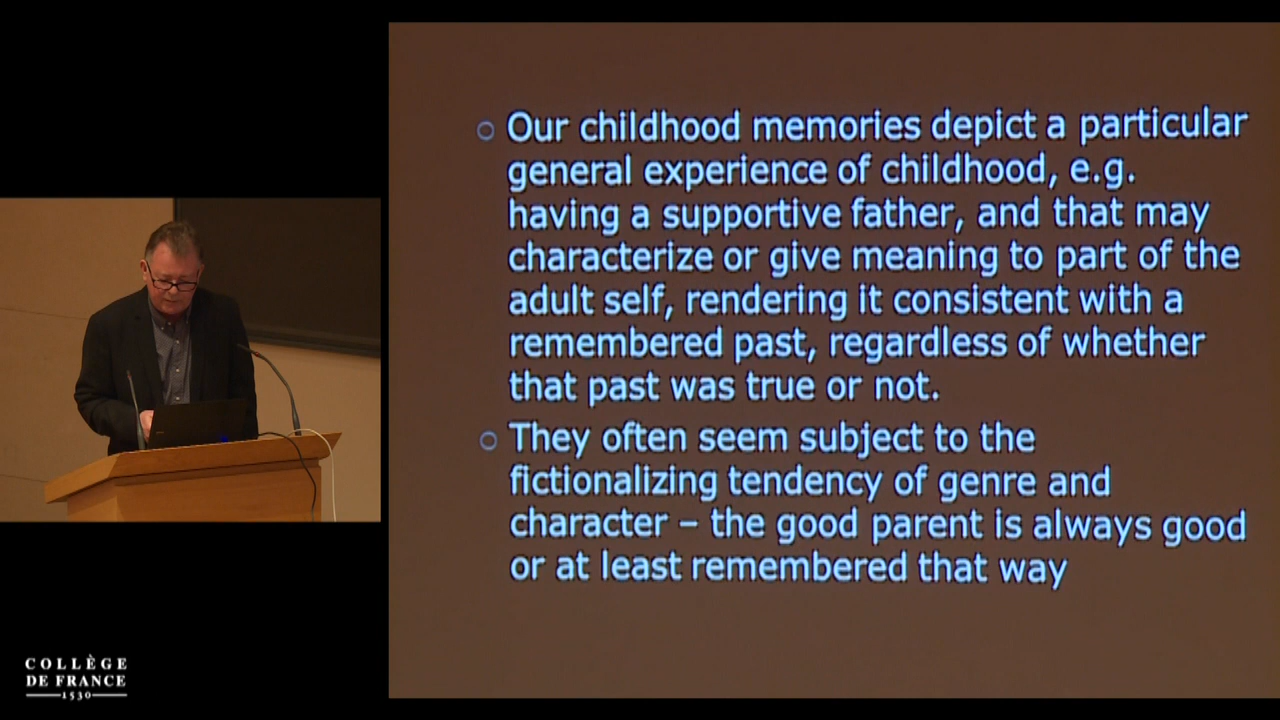 Our childhood memories depict a particular
general experience of childhood, e.g.
having a supportive father, and that may
characterize or give meaning to part of the
adult self, rendering it consistent with a
remembered past, regardless of whether
that past was true or not.
They often seem subject to the
fictionalizing tendency of genre and
character – the good parent is always good
or at least remembered that way
COLLÈGE
DE FRANCE
1530